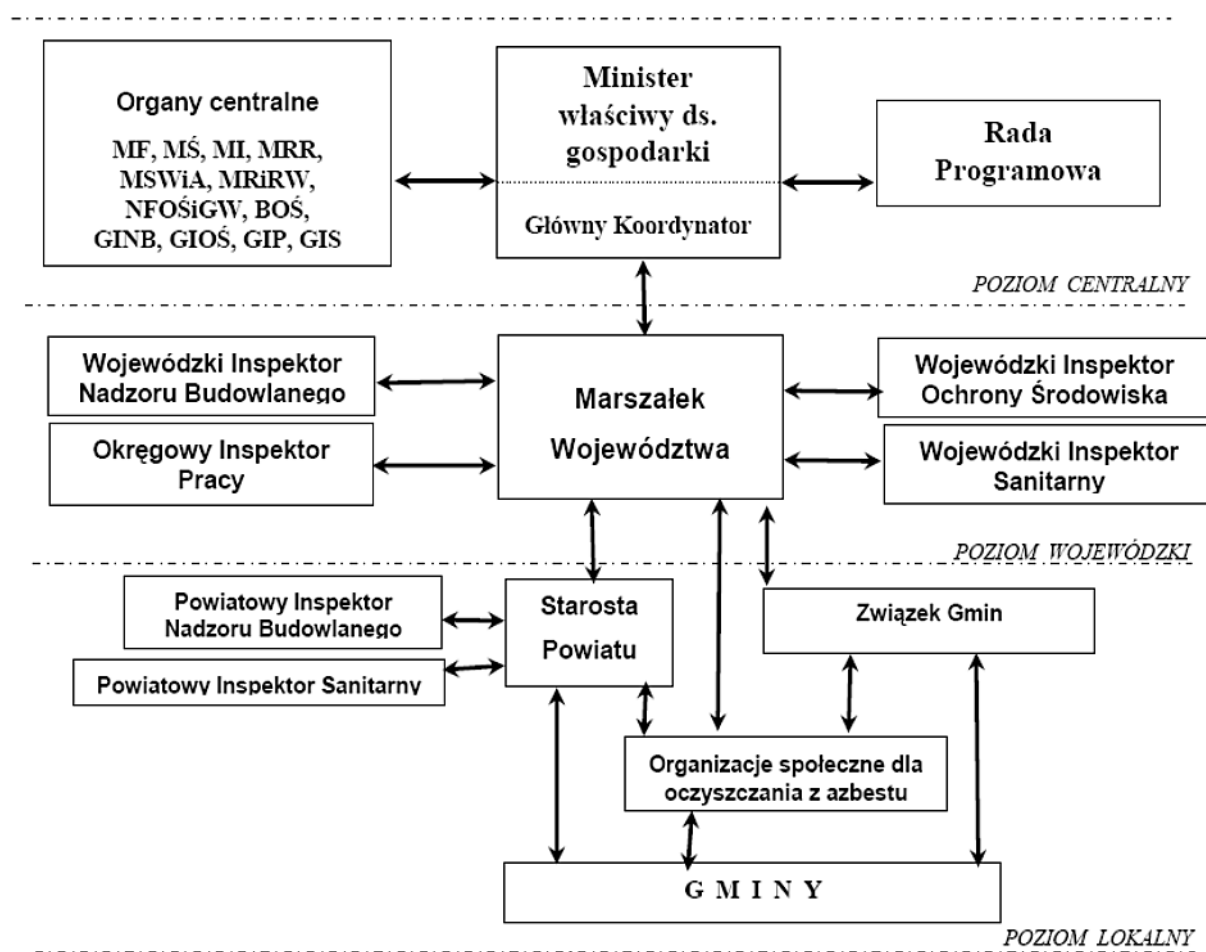 Organy centralne
MF, MŚ, MI, MRR,
MSWiA, MRiRW,
NFOŚiGW, BOŚ,
GINB, GIOŚ, GIP, GIS
Minister
właściwy ds.
gospodarki
Główny Koordynator
Rada
Programowa
POZIOM CENTRALNY
Wojewódzki Inspektor
Nadzoru Budowlanego
Okręgowy Inspektor
Pracy
Marszałek
Województwa
Wojewódzki Inspektor
Ochrony Środowiska
Wojewódzki Inspektor
Sanitarny
POZIOM WOJEWÓDZKI
Powiatowy Inspektor
Nadzoru Budowlanego
Powiatowy Inspektor Sanitarny
Starosta
Powiatu
Związek Gmin
Organizacje społeczne dla
oczyszczania z azbestu
G M I N Y
POZIOM LOKALNY